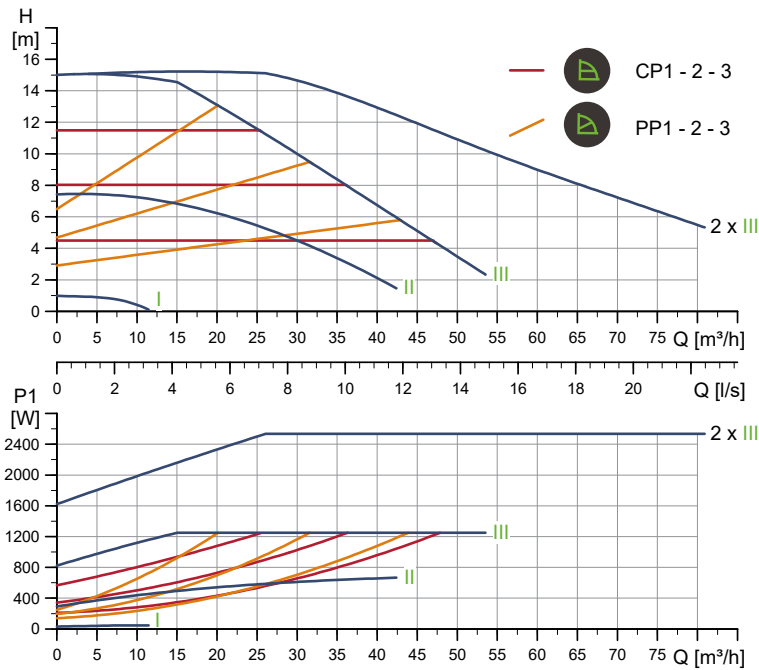 H
[m]
16
14
12
10
8
6
4
2
0
CP1 - 2 - 3
PP1 - 2 - 3
2 x III
III
II
I
0 5 10 15 20 25 30 35 40 45 50 55 60 65 70 75 Q [m³/h]
0 2 4 6 8 10 12 14 16 18 20 Q [l/s]
P1
[W]
2400
2000
1600
1200
800
400
0
2 x III
III
II
I
0 5 10 15 20 25 30 35 40 45 50 55 60 65 70 75 Q [m³/h]